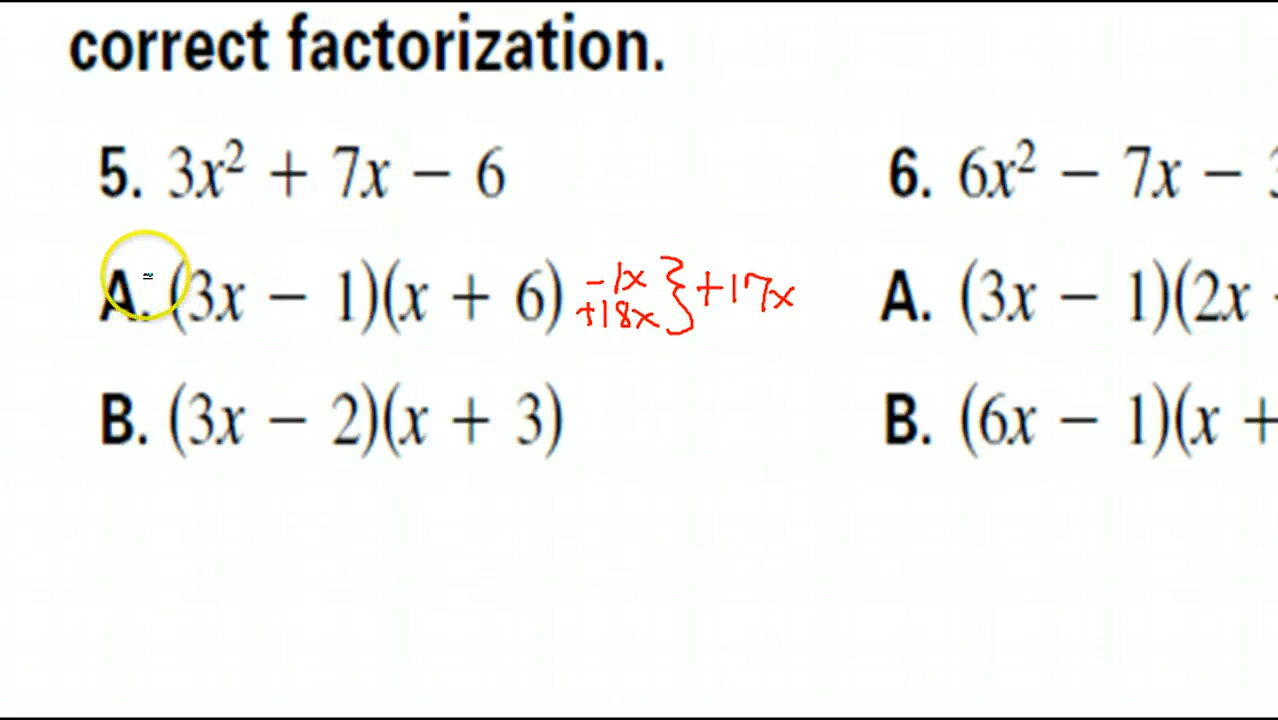 correct factorization.
5. 3x² + 7x − 6
A. (3x − 1)(x + 6) −1x +18x } +17x
B. (3x − 2)(x + 3)
6. 6x² − 7x −
A. (3x − 1)(2x
B. (6x − 1)(x +